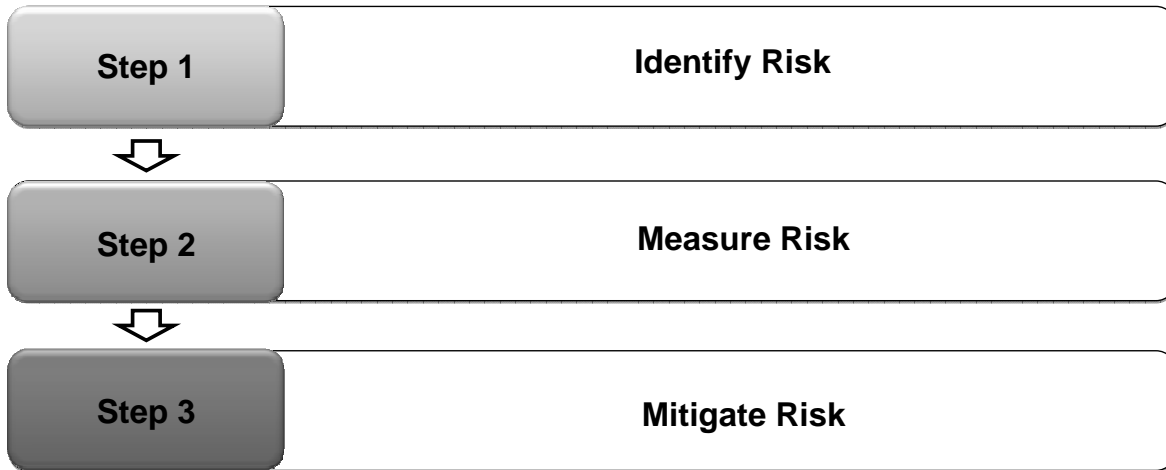 Step 1
Identify Risk
Step 2
Measure Risk
Step 3
Mitigate Risk